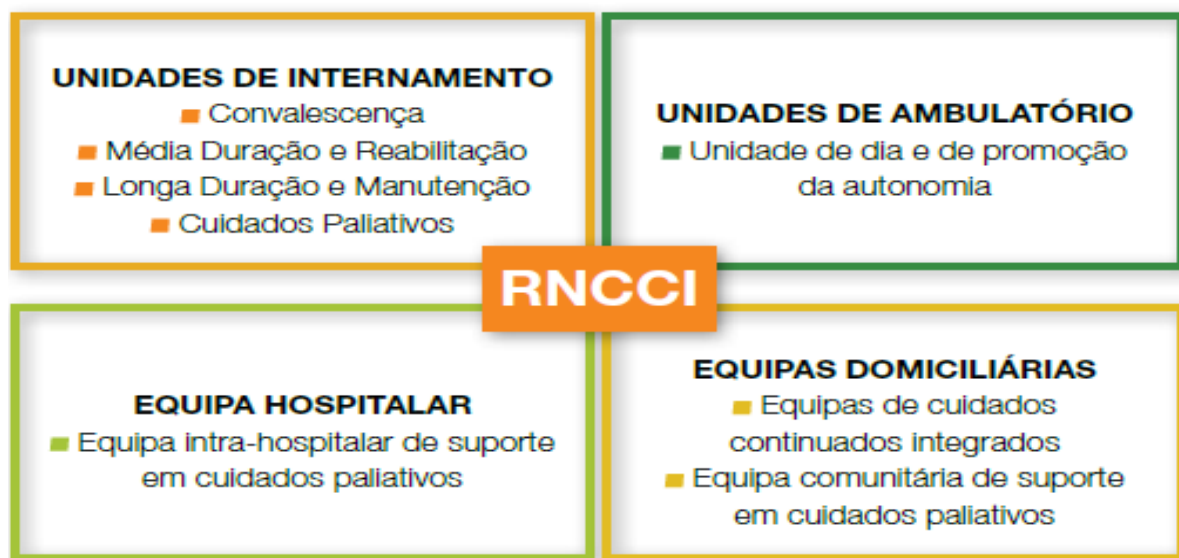 UNIDADES DE INTERNAMENTO
Convalescença
Média Duração e Reabilitação
Longa Duração e Manutenção
Cuidados Paliativos
UNIDADES DE AMBULATÓRIO
Unidade de dia e de promoção
da autonomia
RNCCI
EQUIPA HOSPITALAR
Equipa intra-hospitalar de suporte
em cuidados paliativos
EQUIPAS DOMICILIÁRIAS
Equipas de cuidados
continuados integrados
Equipa comunitária de suporte
em cuidados paliativos